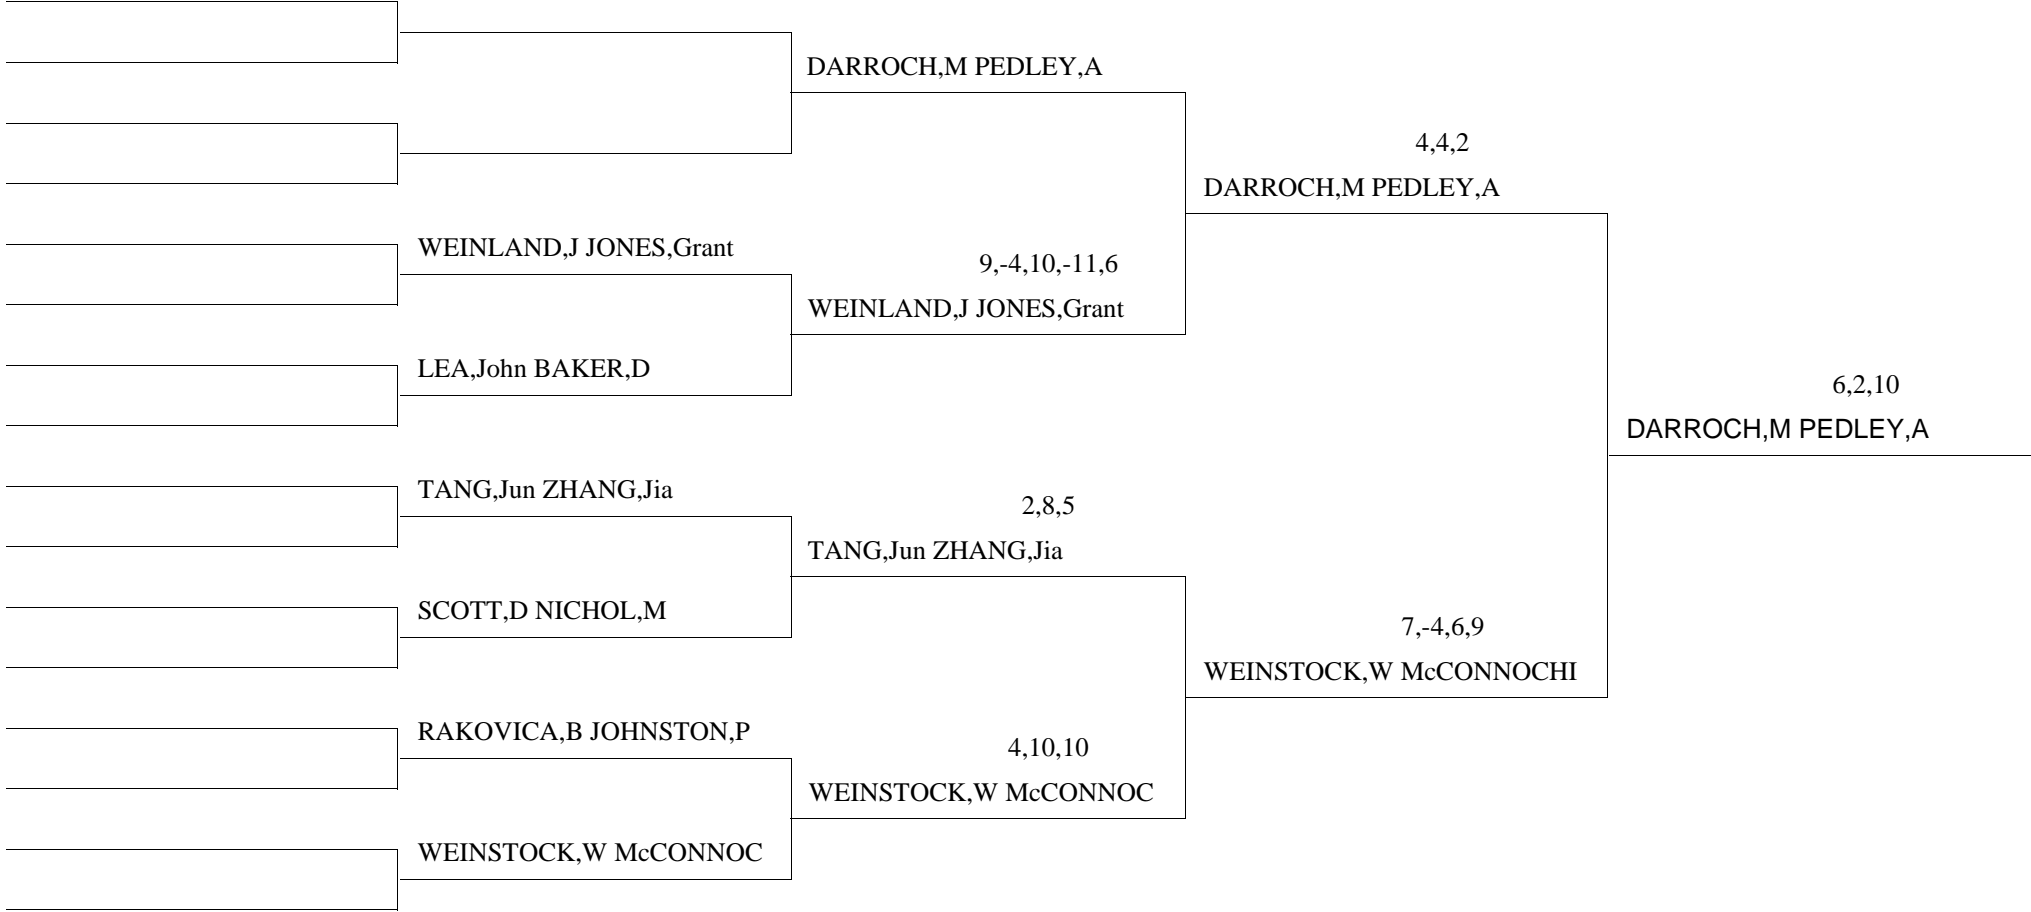 DARROCH,M PEDLEY,A
4,4,2
DARROCH,M PEDLEY,A
WEINLAND,J JONES,Grant
9,-4,10,-11,6
WEINLAND,J JONES,Grant
LEA,John BAKER,D
6,2,10
DARROCH,M PEDLEY,A
TANG,Jun ZHANG,Jia
2,8,5
TANG,Jun ZHANG,Jia
SCOTT,D NICHOL,M
7,-4,6,9
WEINSTOCK,W McCONNOCHI
RAKOVICA,B JOHNSTON,P
4,10,10
WEINSTOCK,W McCONNOC
WEINSTOCK,W McCONNOC